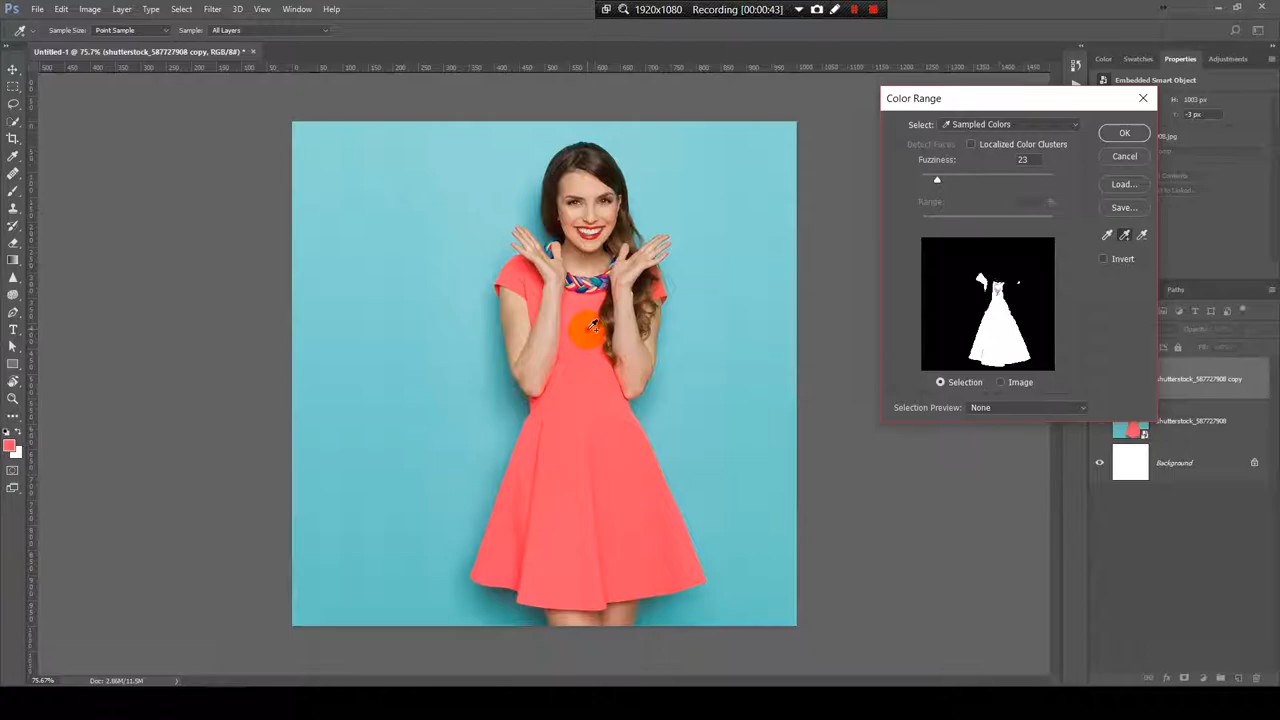 Ps File Edit Image Layer Type Select Filter 3D View Window Help
1920x1080 Recording [00:00:43]
Sample Size: Point Sample Sample: All Layers
Untitled-1 @ 75.7% (shutterstock_587727908 copy, RGB/8#) * ×
Color Swatches Properties Adjustments
Embedded Smart Object
H: 1003 px
-3 px
Color Range
Select: Sampled Colors
Detect Faces Localized Color Clusters
Fuzziness: 23
Range: %
OK
Cancel
Load...
Save...
Invert
Selection Image
Selection Preview: None
Paths
shutterstock_587727908 copy
shutterstock_587727908
Background
75.67% Doc: 2.86M/11.5M